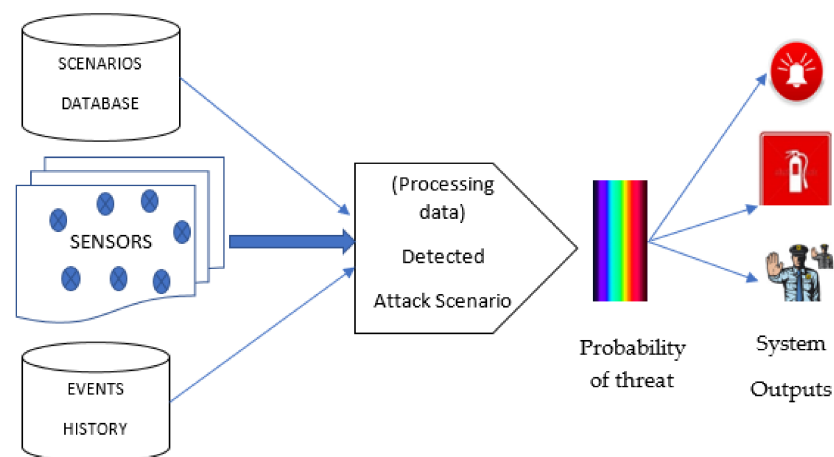 SCENARIOS
DATABASE
SENSORS
EVENTS
HISTORY
(Processing
data)
Detected
Attack Scenario
Probability
of threat
System
Outputs